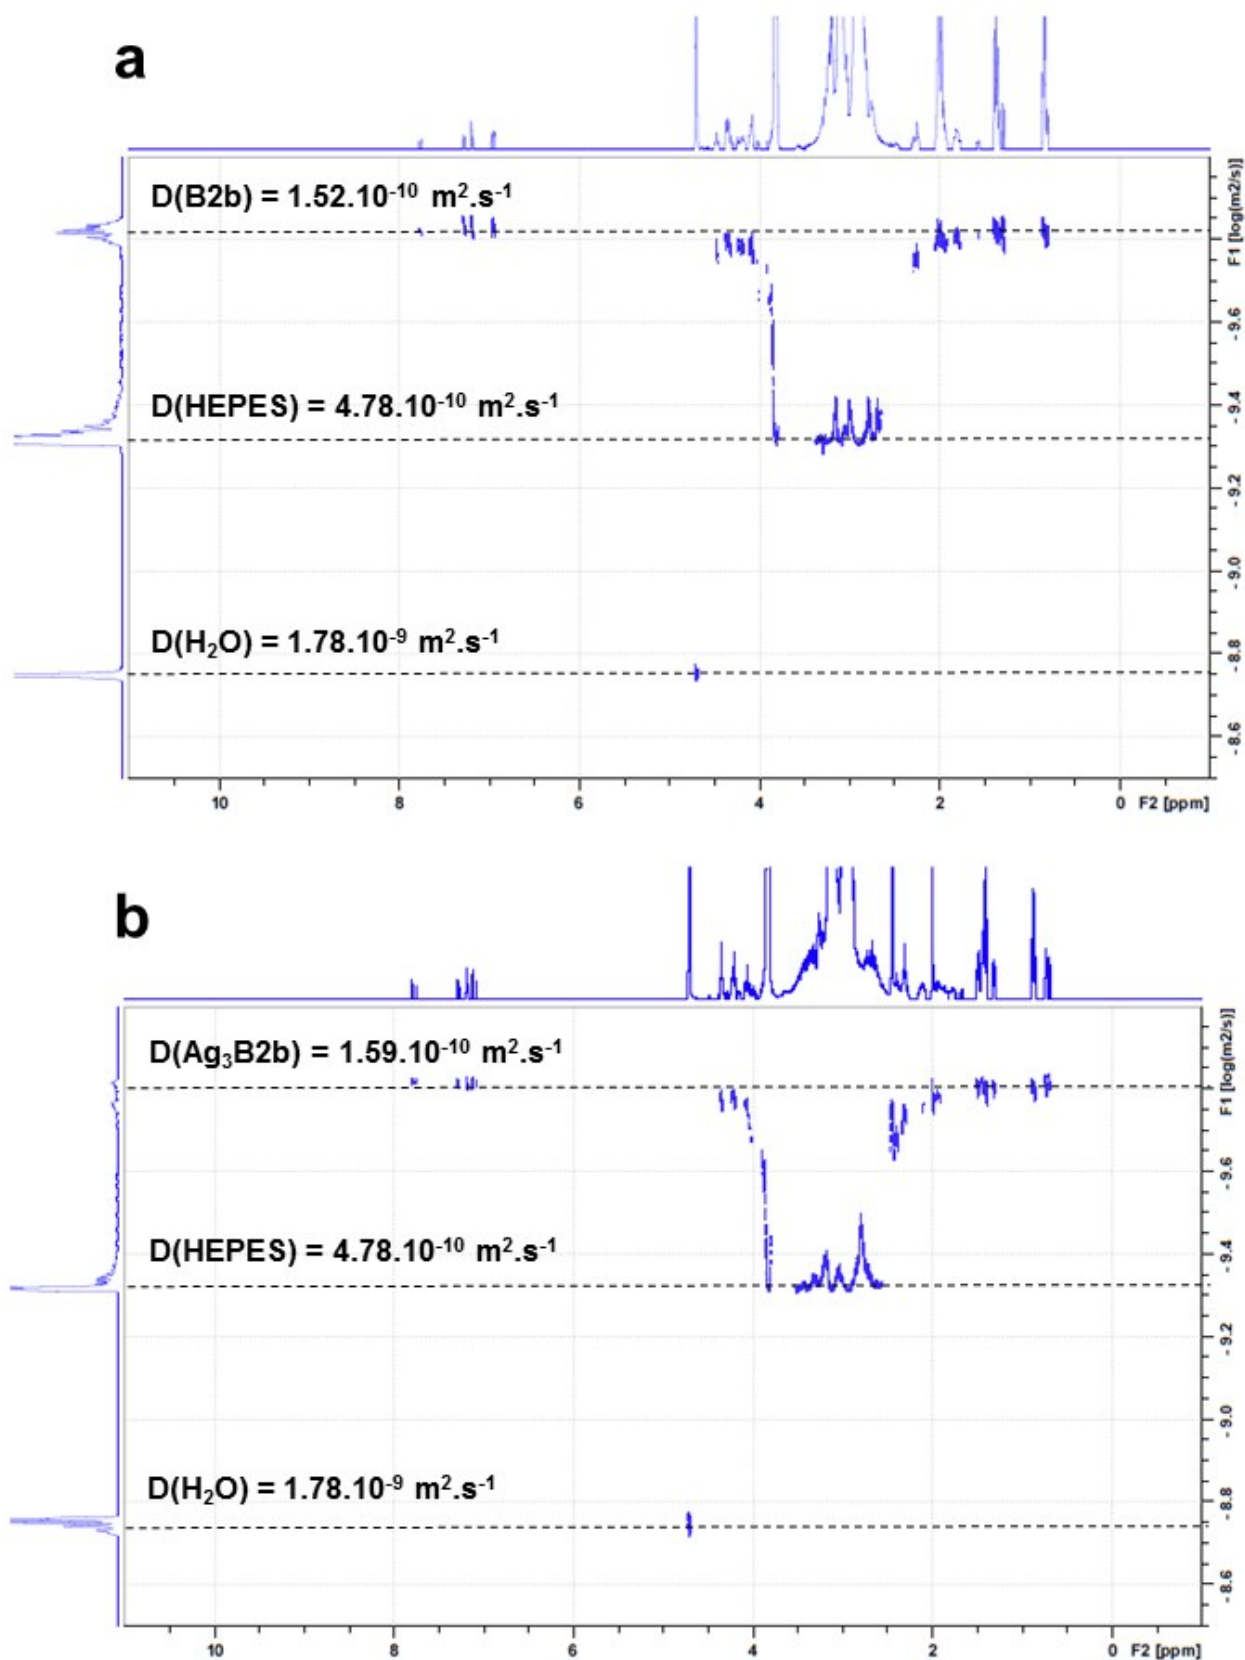 a
D(B2b) = 1.52.10⁻¹⁰ m².s⁻¹
D(HEPES) = 4.78.10⁻¹⁰ m².s⁻¹
D(H₂O) = 1.78.10⁻⁹ m².s⁻¹
F1 [log(m2/s)]
-9.6
-9.4
-9.2
-9.0
-8.8
-8.6
10 8 6 4 2 0 F2 [ppm]
b
D(Ag₃B2b) = 1.59.10⁻¹⁰ m².s⁻¹
D(HEPES) = 4.78.10⁻¹⁰ m².s⁻¹
D(H₂O) = 1.78.10⁻⁹ m².s⁻¹
F1 [log(m2/s)]
-9.6
-9.4
-9.2
-9.0
-8.8
-8.6
10 8 6 4 2 0 F2 [ppm]